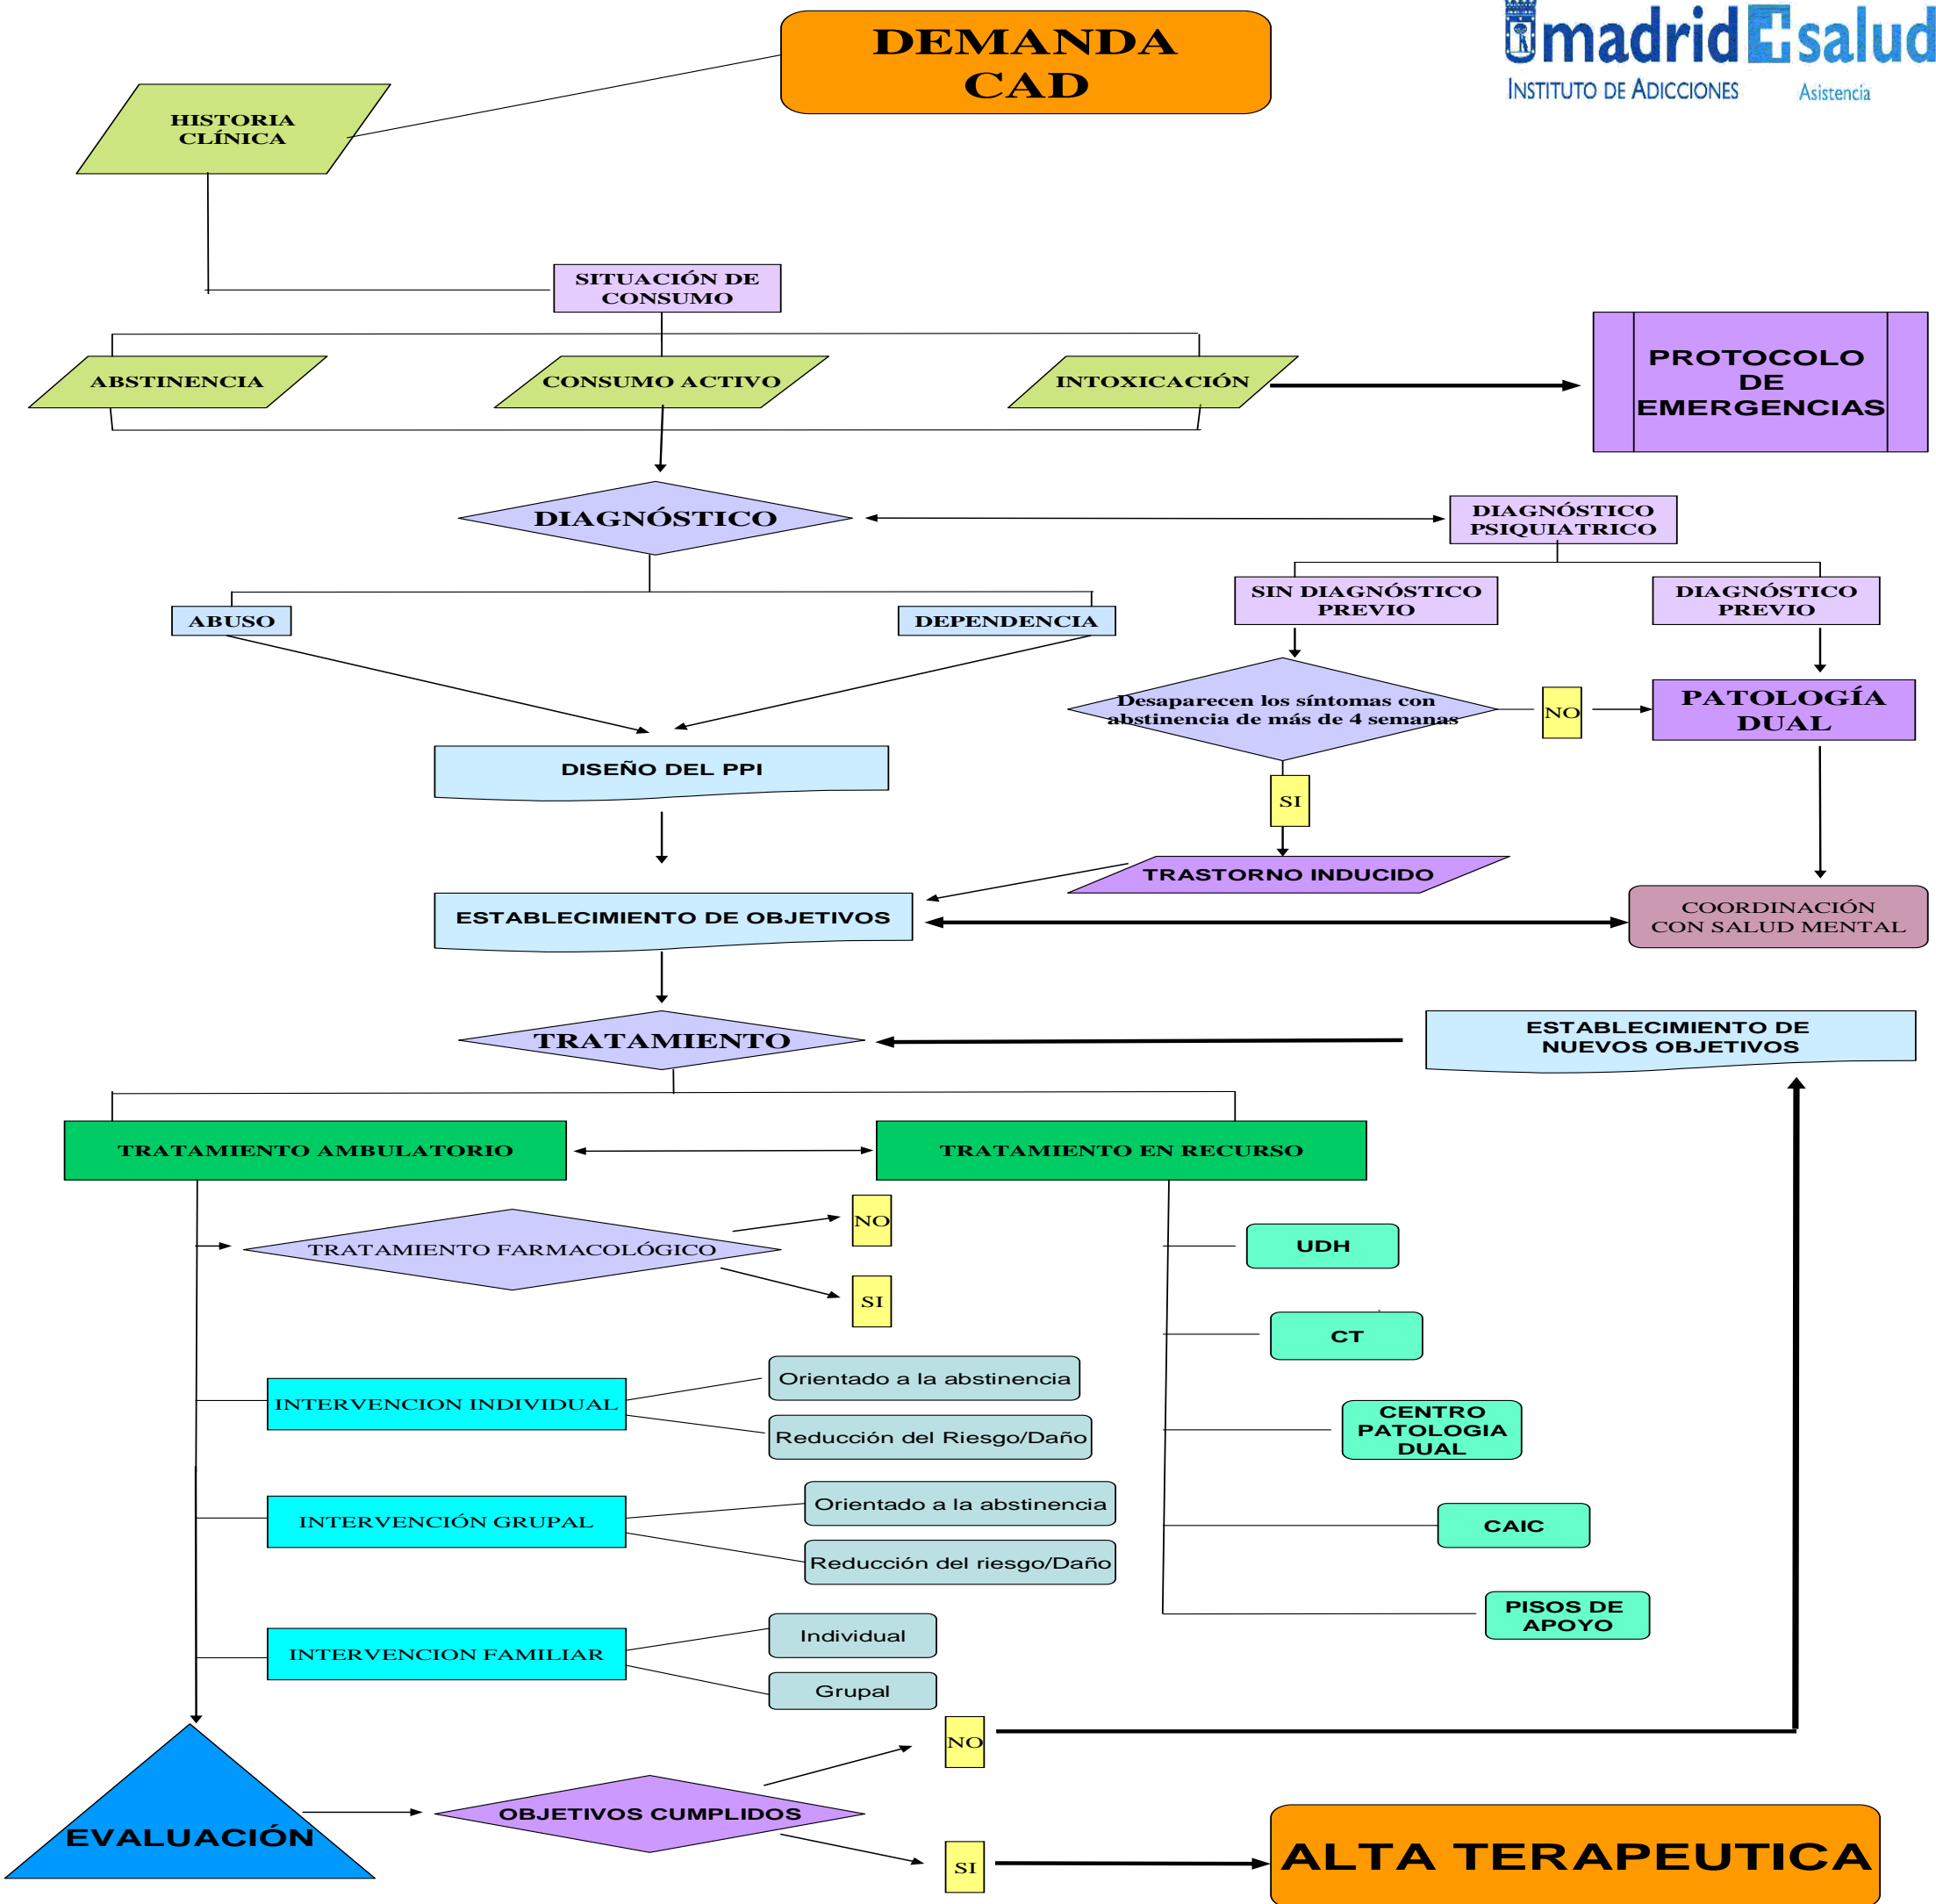 DEMANDA
CAD
madrid+salud
INSTITUTO DE ADICCIONES
Asistencia
HISTORIA
CLÍNICA
SITUACIÓN DE
CONSUMO
ABSTINENCIA
CONSUMO ACTIVO
INTOXICACIÓN
PROTOCOLO
DE
EMERGENCIAS
DIAGNÓSTICO
DIAGNÓSTICO
PSIQUIATRICO
SIN DIAGNÓSTICO
PREVIO
DIAGNÓSTICO
PREVIO
ABUSO
DEPENDENCIA
Desaparecen los síntomas con
abstinencia de más de 4 semanas
NO
PATOLOGÍA
DUAL
DISEÑO DEL PPI
SI
TRASTORNO INDUCIDO
ESTABLECIMIENTO DE OBJETIVOS
COORDINACIÓN
CON SALUD MENTAL
TRATAMIENTO
ESTABLECIMIENTO DE
NUEVOS OBJETIVOS
TRATAMIENTO AMBULATORIO
TRATAMIENTO EN RECURSO
NO
TRATAMIENTO FARMACOLÓGICO
SI
UDH
CT
INTERVENCION INDIVIDUAL
Orientado a la abstinencia
Reducción del Riesgo/Daño
CENTRO
PATOLOGIA
DUAL
INTERVENCIÓN GRUPAL
Orientado a la abstinencia
Reducción del riesgo/Daño
CAIC
PISOS DE
APOYO
INTERVENCION FAMILIAR
Individual
Grupal
NO
EVALUACIÓN
OBJETIVOS CUMPLIDOS
SI
ALTA TERAPEUTICA